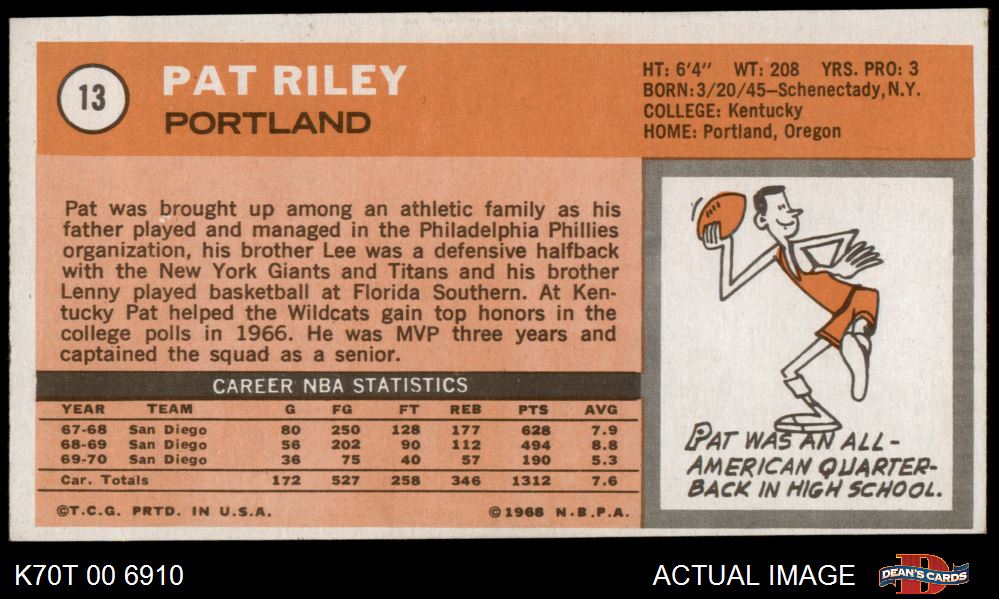 13
PAT RILEY
PORTLAND
HT: 6'4" WT: 208 YRS. PRO: 3
BORN: 3/20/45—Schenectady, N.Y.
COLLEGE: Kentucky
HOME: Portland, Oregon
Pat was brought up among an athletic family as his
father played and managed in the Philadelphia Phillies
organization, his brother Lee was a defensive halfback
with the New York Giants and Titans and his brother
Lenny played basketball at Florida Southern. At Ken-
tucky Pat helped the Wildcats gain top honors in the
college polls in 1966. He was MVP three years and
captained the squad as a senior.
CAREER NBA STATISTICS
YEAR TEAM G FG FT REB PTS AVG
67-68 San Diego 80 250 128 177 628 7.9
68-69 San Diego 56 202 90 112 494 8.8
69-70 San Diego 36 75 40 57 190 5.3
Car. Totals 172 527 258 346 1312 7.6
©T.C.G. PRTD. IN U.S.A. ©1968 N.B.P.A.
PAT WAS AN ALL-
AMERICAN QUARTER-
BACK IN HIGH SCHOOL.
K70T 00 6910
ACTUAL IMAGE
D
DEAN'S CARDS